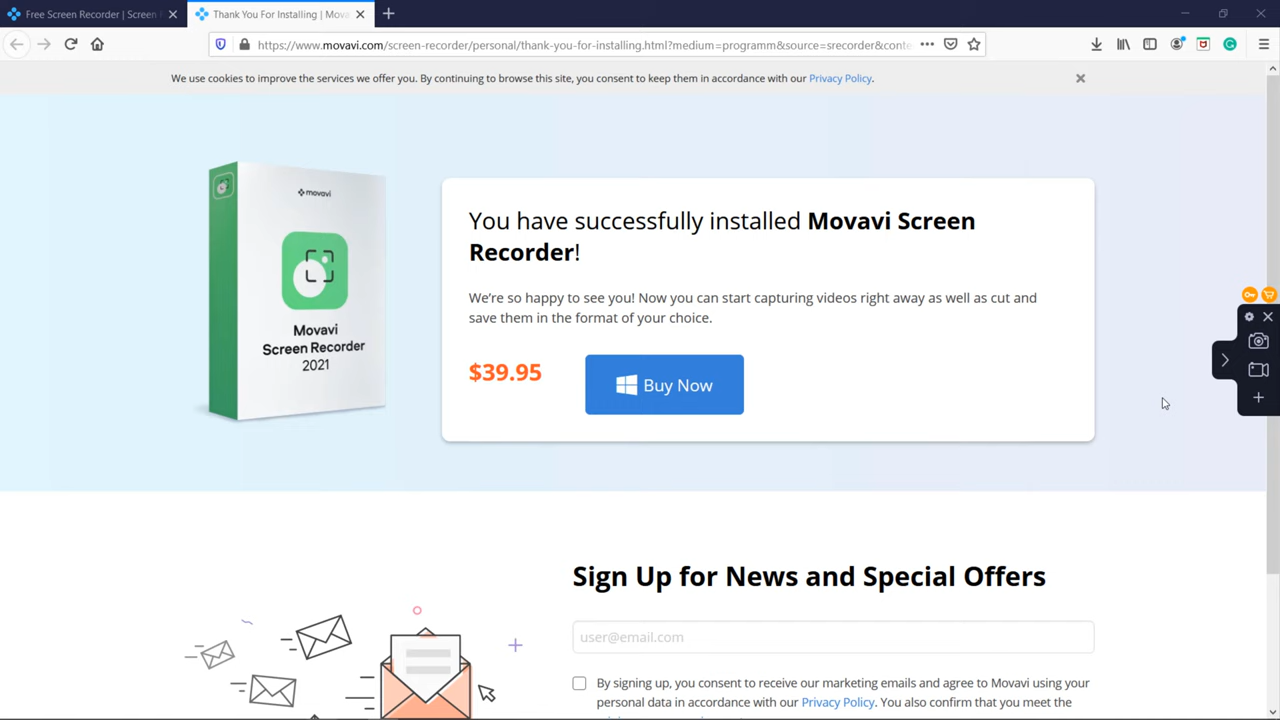 Free Screen Recorder | Screen
Thank You For Installing | Mova
https://www.movavi.com/screen-recorder/personal/thank-you-for-installing.html?medium=programm&source=srecorder&conte
We use cookies to improve the services we offer you. By continuing to browse this site, you consent to keep them in accordance with our Privacy Policy.
movavi
Movavi
Screen Recorder
2021
You have successfully installed Movavi Screen
Recorder!
We're so happy to see you! Now you can start capturing videos right away as well as cut and
save them in the format of your choice.
$39.95
Buy Now
Sign Up for News and Special Offers
user@email.com
By signing up, you consent to receive our marketing emails and agree to Movavi using your
personal data in accordance with our Privacy Policy. You also confirm that you meet the